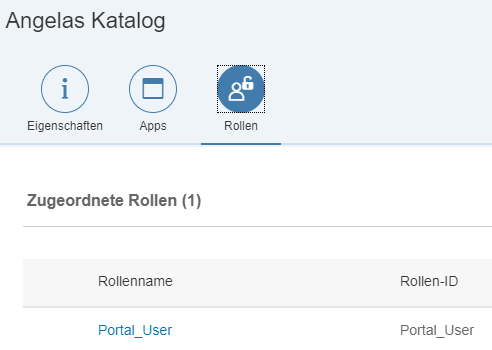 Angelas Katalog
Eigenschaften Apps Rollen
Zugeordnete Rollen (1)
Rollenname Rollen-ID
Portal_User Portal_User